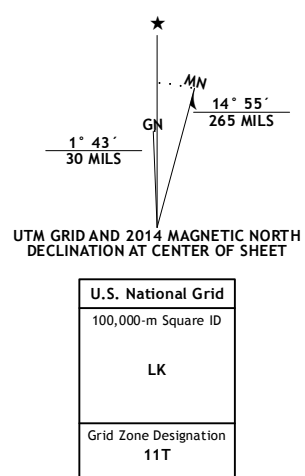 ★
MN
GN
1° 43´
30 MILS
14° 55´
265 MILS
UTM GRID AND 2014 MAGNETIC NORTH
DECLINATION AT CENTER OF SHEET
U.S. National Grid
100,000-m Square ID
LK
Grid Zone Designation
11T